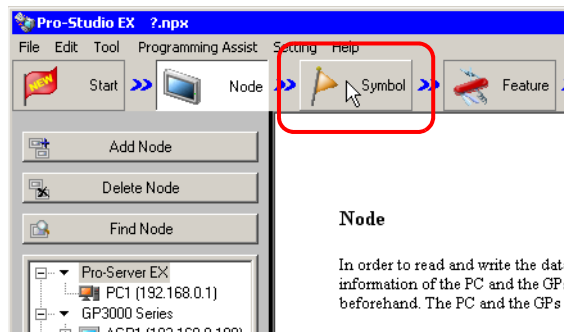 Pro-Studio EX ?.npx
File Edit Tool Programming Assist Setting Help
NEW Start Node Symbol Feature
Add Node
Delete Node
Find Node
Pro-Server EX
PC1 (192.168.0.1)
GP3000 Series
Node
In order to read and write the dat
information of the PC and the GP
beforehand. The PC and the GPs